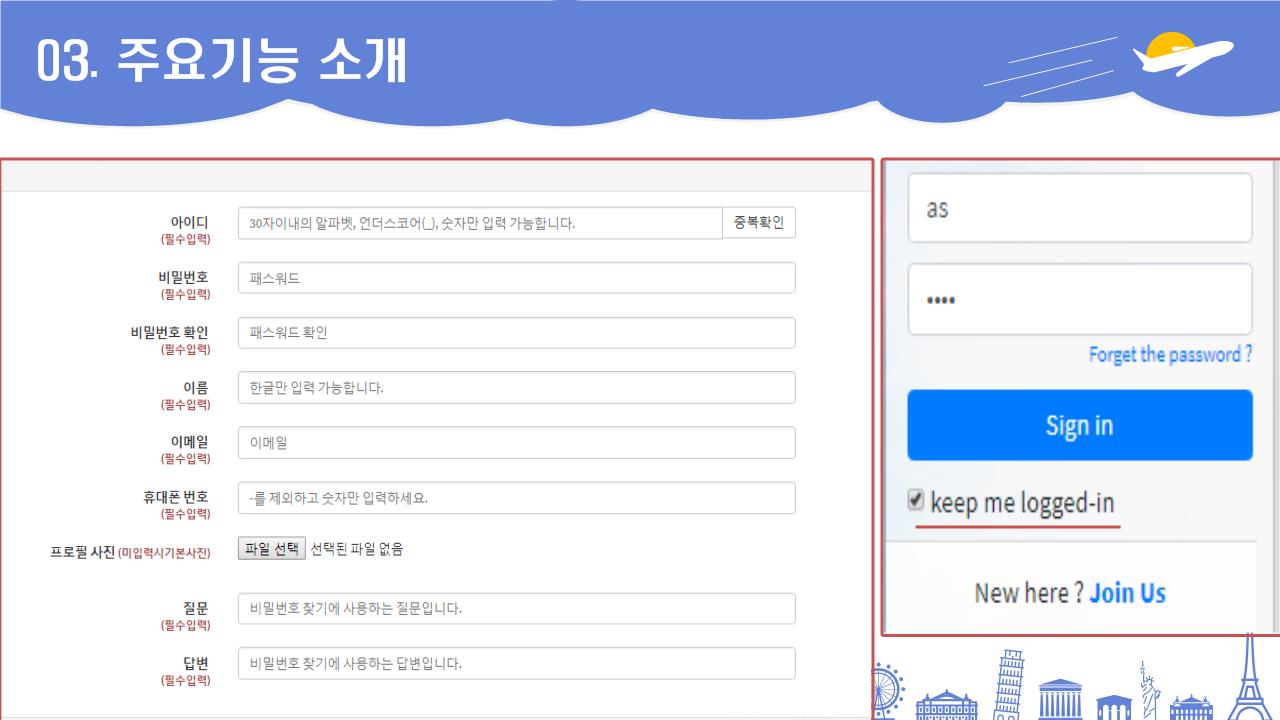 03. 주요기능 소개
아이디
(필수입력)
30자이내의 알파벳, 언더스코어(_), 숫자만 입력 가능합니다.
중복확인
비밀번호
(필수입력)
패스워드
비밀번호 확인
(필수입력)
패스워드 확인
이름
(필수입력)
한글만 입력 가능합니다.
이메일
(필수입력)
이메일
휴대폰 번호
(필수입력)
-를 제외하고 숫자만 입력하세요.
프로필 사진 (미입력시기본사진)
파일 선택 선택된 파일 없음
질문
(필수입력)
비밀번호 찾기에 사용하는 질문입니다.
답변
(필수입력)
비밀번호 찾기에 사용하는 답변입니다.
as
••••
Forget the password ?
Sign in
keep me logged-in
New here ? Join Us